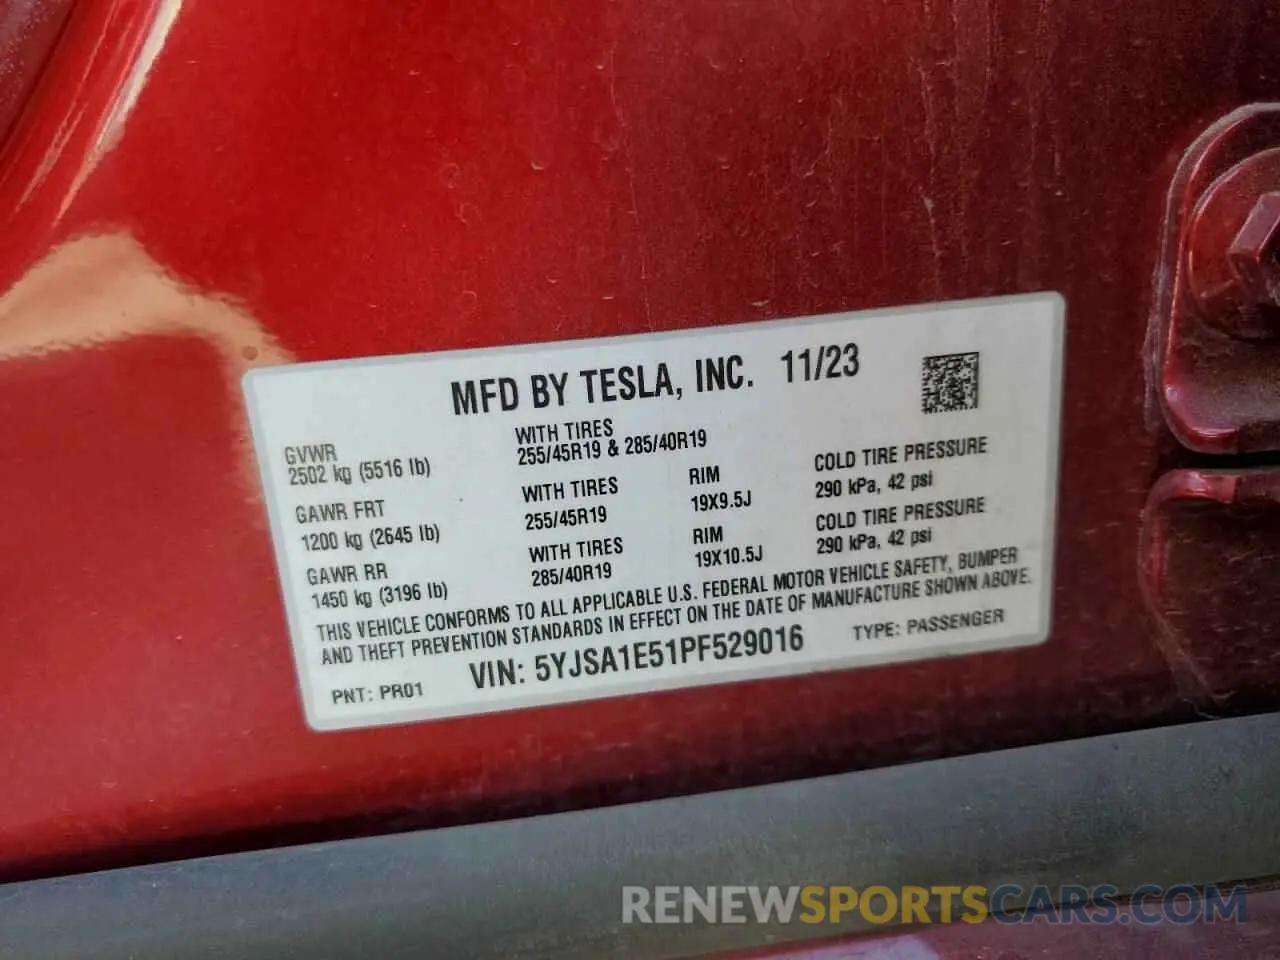 MFD BY TESLA, INC. 11/23
GVWR
2502 kg (5516 lb)
WITH TIRES
255/45R19 & 285/40R19
GAWR FRT
1200 kg (2645 lb)
WITH TIRES
255/45R19
RIM
19X9.5J
COLD TIRE PRESSURE
290 kPa, 42 psi
GAWR RR
1450 kg (3196 lb)
WITH TIRES
285/40R19
RIM
19X10.5J
COLD TIRE PRESSURE
290 kPa, 42 psi
THIS VEHICLE CONFORMS TO ALL APPLICABLE U.S. FEDERAL MOTOR VEHICLE SAFETY, BUMPER
AND THEFT PREVENTION STANDARDS IN EFFECT ON THE DATE OF MANUFACTURE SHOWN ABOVE.
PNT: PR01 VIN: 5YJSA1E51PF529016 TYPE: PASSENGER
RENEWSPORTSCARS.COM